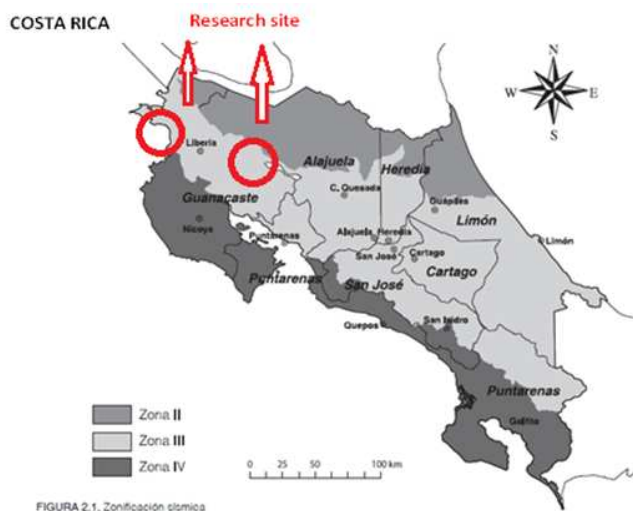 COSTA RICA
Research site
N
W E
S
Liberia
Alajuela
Heredia
C. Quesada
Guápiles
Guanacaste
Limón
Nicoya
Puntarenas
Alajuela Heredia
Limón
San José
Cartago
Cartago
Puntarenas
San José
Quepos
San Isidro
Puntarenas
Golfito
Zona II
Zona III
Zona IV
0 25 50 100 km
FIGURA 2.1. Zonificación sísmica